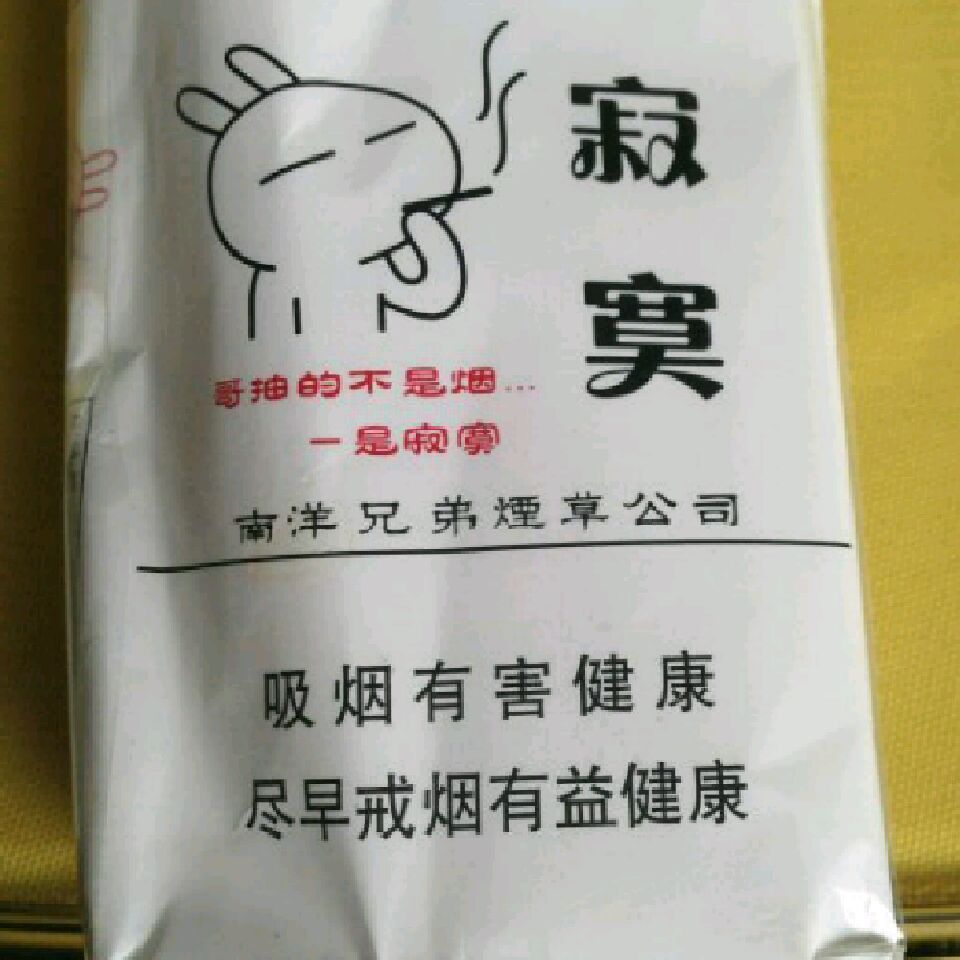 寂
寞
哥抽的不是烟...
一是寂寞
南洋兄弟煙草公司
吸烟有害健康
尽早戒烟有益健康